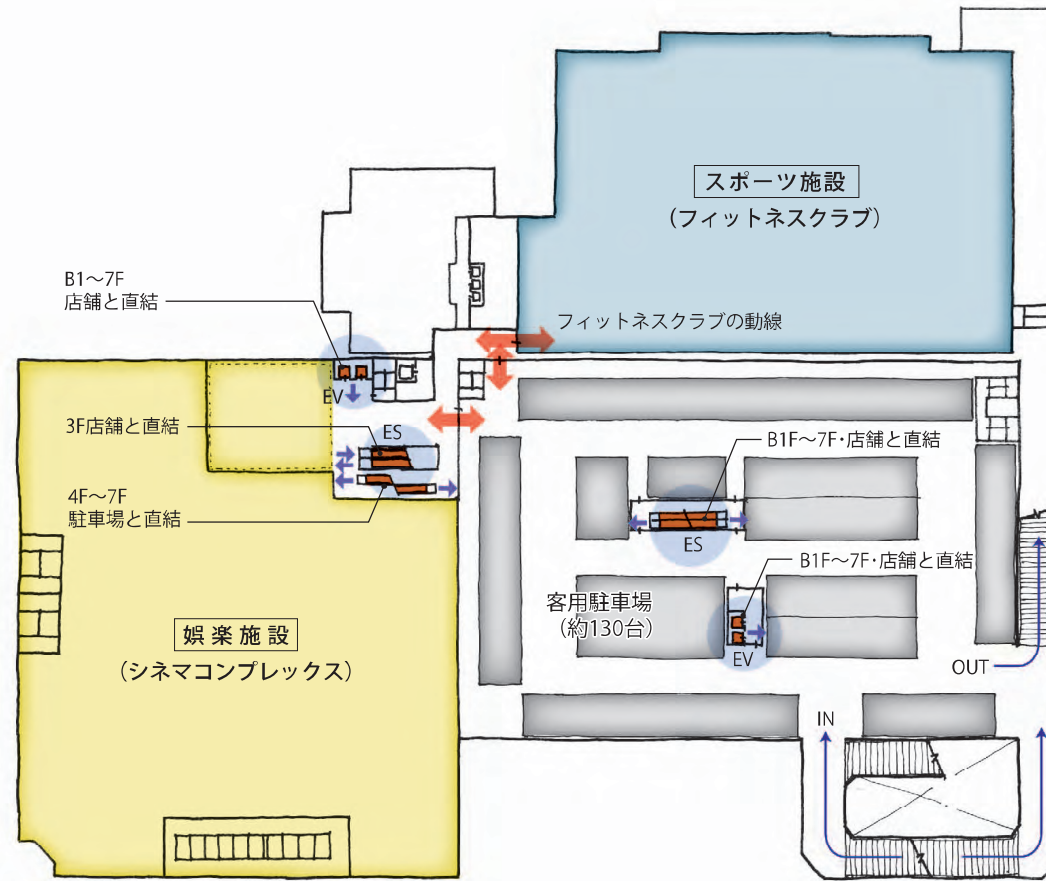 スポーツ施設
(フィットネスクラブ)
B1〜7F
店舗と直結
フィットネスクラブの動線
EV
3F店舗と直結
ES
B1F〜7F・店舗と直結
4F〜7F
駐車場と直結
ES
B1F〜7F・店舗と直結
客用駐車場
(約130台)
娯楽施設
(シネマコンプレックス)
EV
OUT
IN